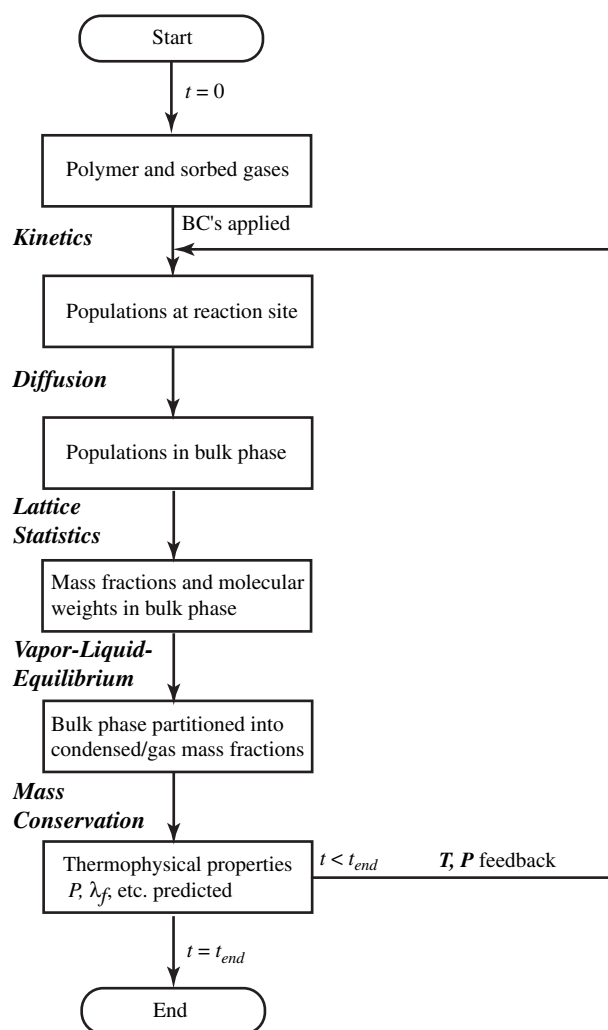 Start
t = 0
Polymer and sorbed gases
BC's applied
Kinetics
Populations at reaction site
Diffusion
Populations in bulk phase
Lattice
Statistics
Mass fractions and molecular
weights in bulk phase
Vapor-Liquid-
Equilibrium
Bulk phase partitioned into
condensed/gas mass fractions
Mass
Conservation
Thermophysical properties
P, λf, etc. predicted
t < tend
T, P feedback
t = tend
End